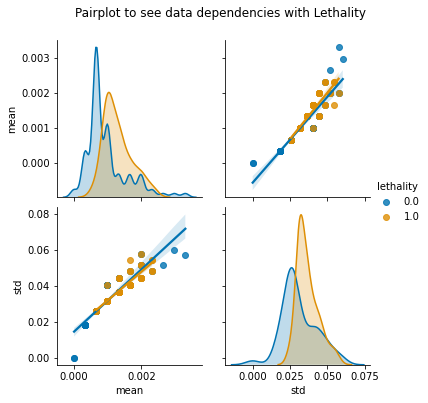 Pairplot to see data dependencies with Lethality
0.003
0.002
0.001
0.000
mean
lethality
0.0
1.0
0.08
0.06
0.04
0.02
0.00
std
0.000 0.002
mean
0.000 0.025 0.050 0.075
std